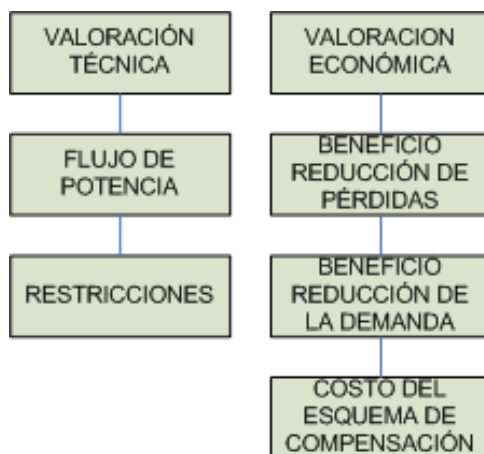 VALORACIÓN
TÉCNICA
FLUJO DE
POTENCIA
RESTRICCIONES
VALORACION
ECONÓMICA
BENEFICIO
REDUCCIÓN DE
PÉRDIDAS
BENEFICIO
REDUCCIÓN DE
LA DEMANDA
COSTO DEL
ESQUEMA DE
COMPENSACIÓN